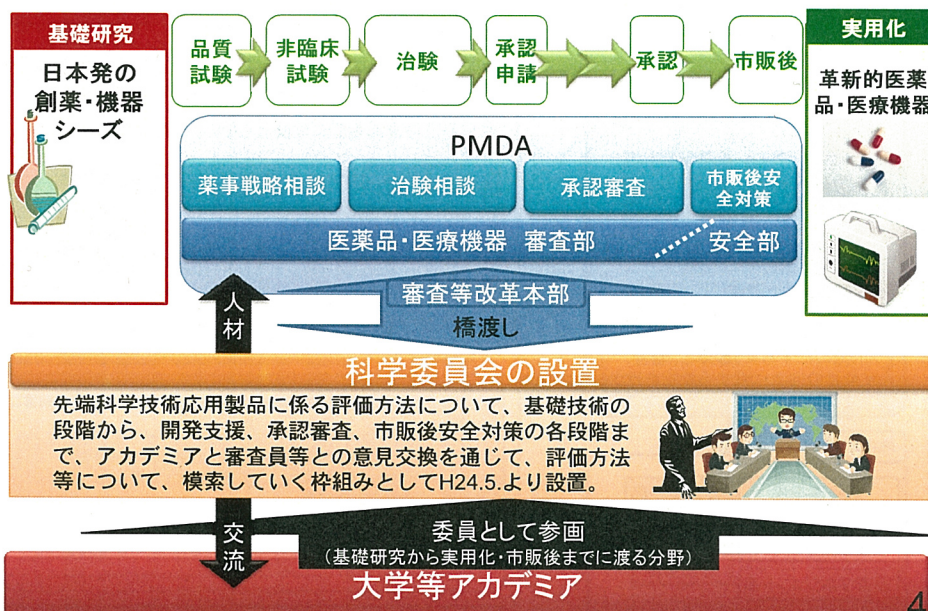 基礎研究
日本発の
創薬・機器
シーズ
品質
試験
非臨床
試験
治験
承認
申請
承認
市販後
実用化
革新的医薬
品・医療機器
PMDA
薬事戦略相談
治験相談
承認審査
市販後安
全対策
医薬品・医療機器 審査部
安全部
審査等改革本部
橋渡し
人材
科学委員会の設置
先端科学技術応用製品に係る評価方法について、基礎技術の
段階から、開発支援、承認審査、市販後安全対策の各段階ま
で、アカデミアと審査員等との意見交換を通じて、評価方法
等について、模索していく枠組みとしてH24.5.より設置。
交流
委員として参画
(基礎研究から実用化・市販後までに渡る分野)
大学等アカデミア
4